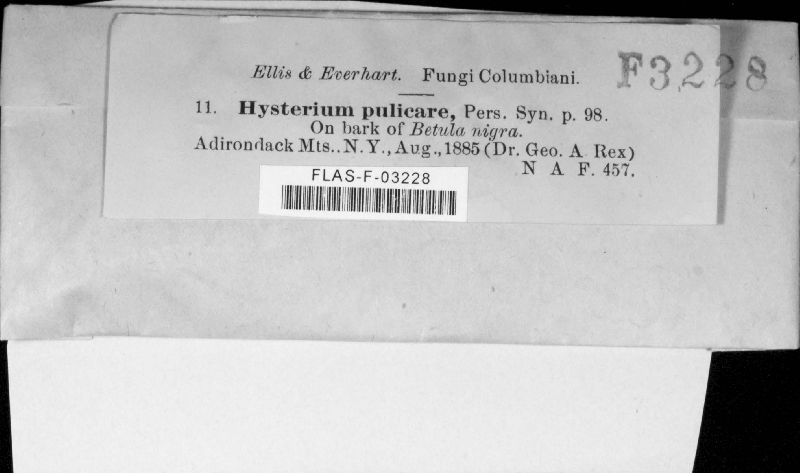 Ellis & Everhart. Fungi Columbiani.
F3228
11. Hysterium pulicare, Pers. Syn. p. 98.
On bark of Betula nigra.
Adirondack Mts.. N. Y., Aug., 1885 (Dr. Geo. A Rex)
N A F. 457.
FLAS-F-03228